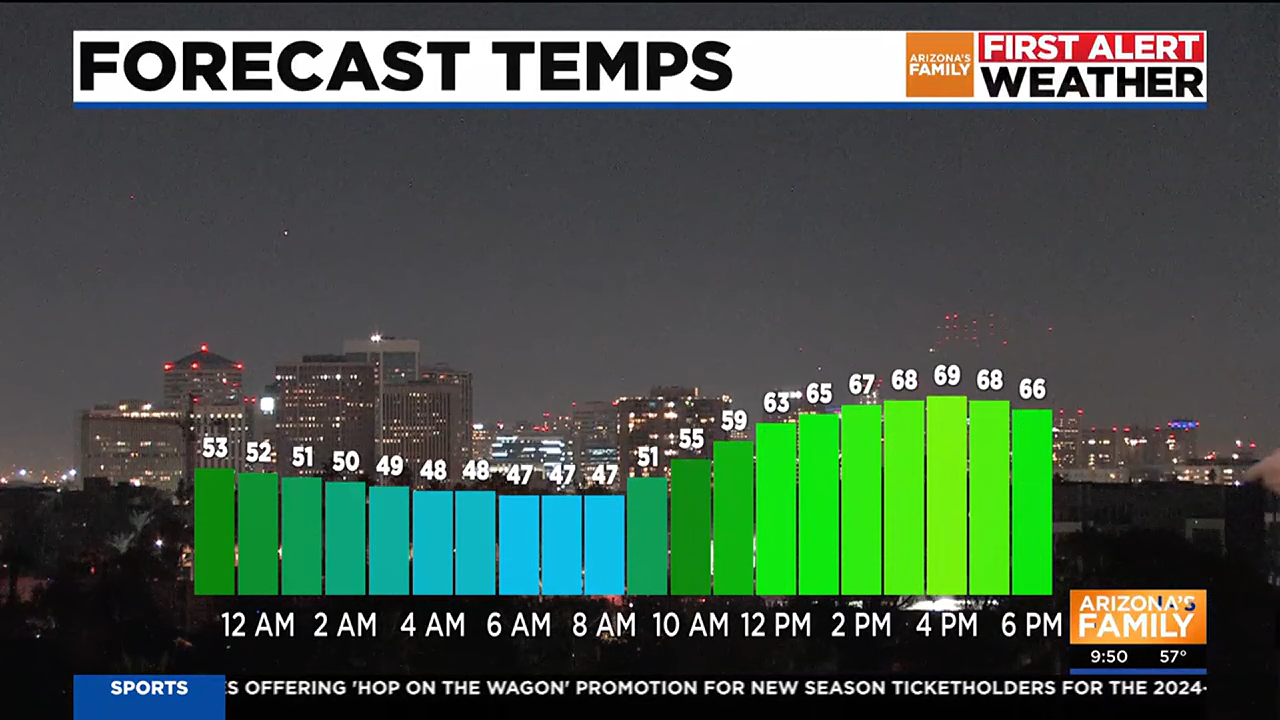 FORECAST TEMPS
ARIZONA'S
FAMILY
FIRST ALERT
WEATHER
53 52 51 50 49 48 48 47 47 47 51 55 59 63 65 67 68 69 68 66
12 AM 2 AM 4 AM 6 AM 8 AM 10 AM 12 PM 2 PM 4 PM 6 PM
ARIZONA'S
FAMILY
9:50 57°
SPORTS OFFERING 'HOP ON THE WAGON' PROMOTION FOR NEW SEASON TICKETHOLDERS FOR THE 2024-